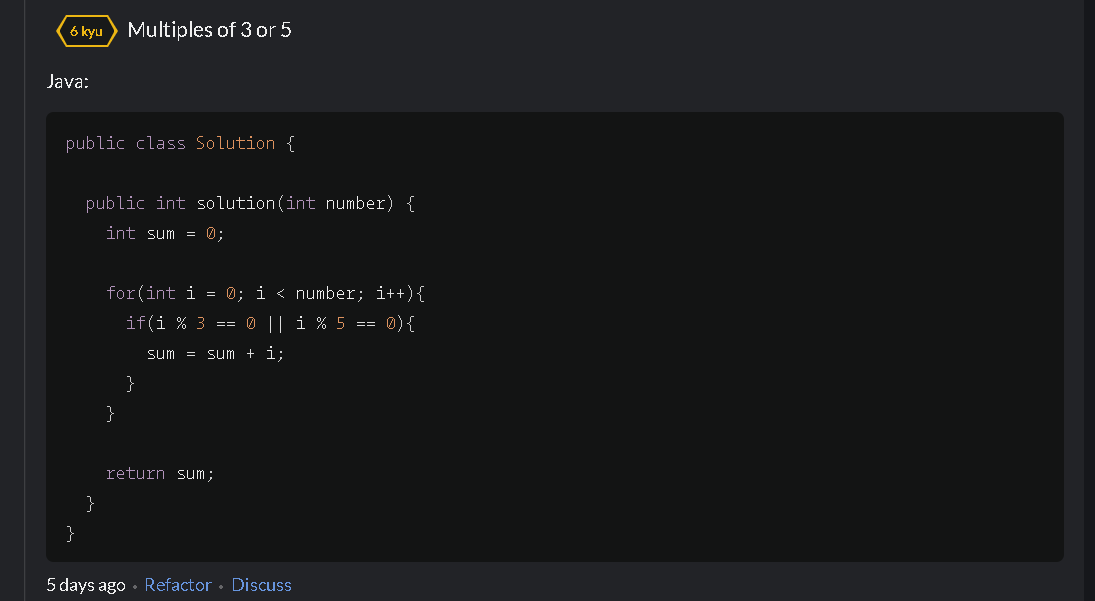 6 kyu Multiples of 3 or 5
Java:
public class Solution {
public int solution(int number) {
int sum = 0;
for(int i = 0; i < number; i++){
if(i % 3 == 0 || i % 5 == 0){
sum = sum + i;
}
}
return sum;
}
}
5 days ago • Refactor • Discuss